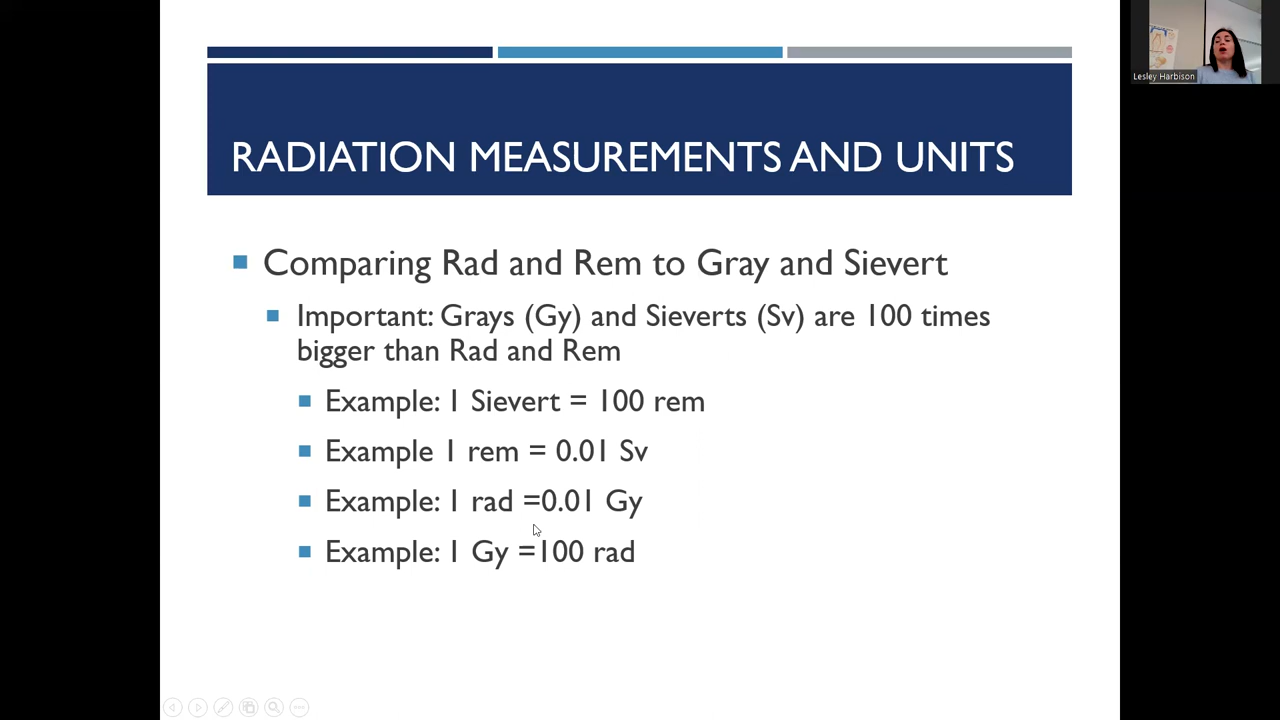 Lesley Harbison
RADIATION MEASUREMENTS AND UNITS
Comparing Rad and Rem to Gray and Sievert
Important: Grays (Gy) and Sieverts (Sv) are 100 times
bigger than Rad and Rem
Example: 1 Sievert = 100 rem
Example 1 rem = 0.01 Sv
Example: 1 rad =0.01 Gy
Example: 1 Gy =100 rad